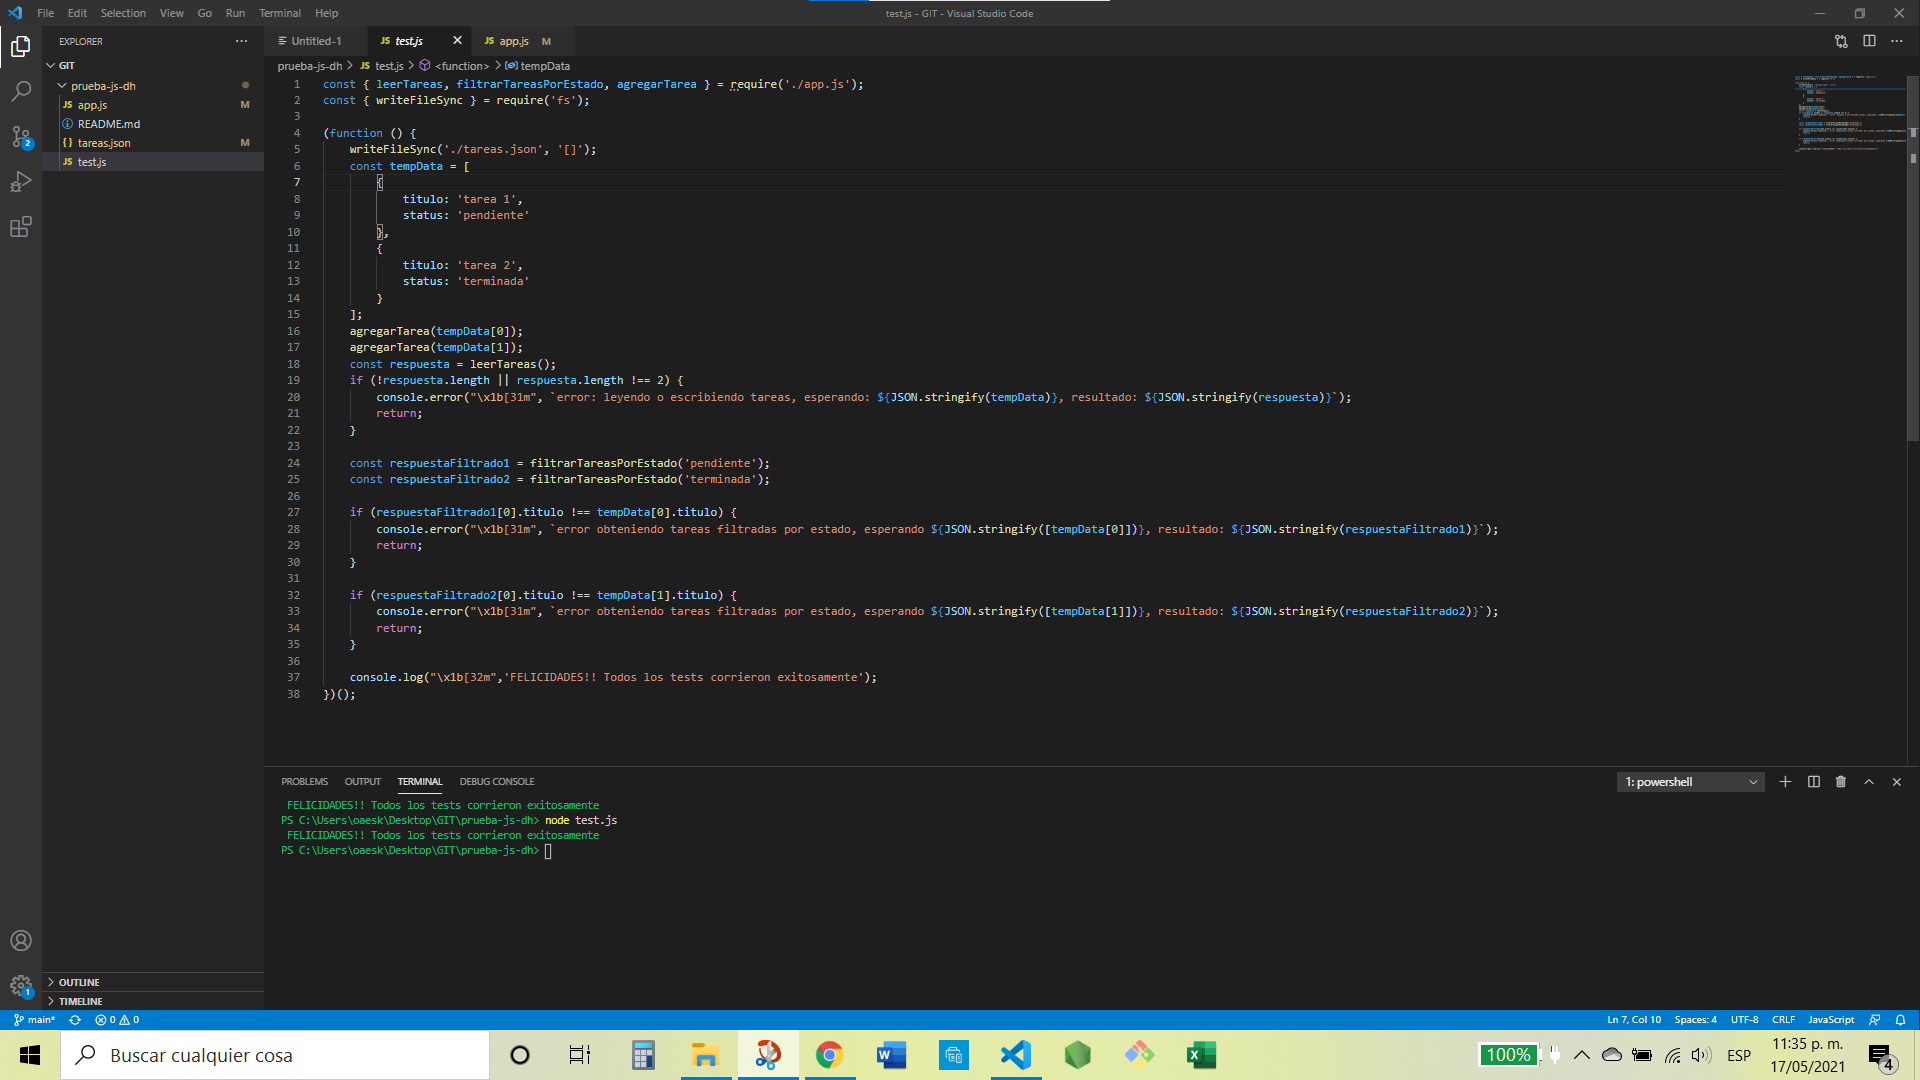 File Edit Selection View Go Run Terminal Help
test.js - GIT - Visual Studio Code
EXPLORER
GIT
prueba-js-dh
JS app.js M
README.md
{} tareas.json M
JS test.js
OUTLINE
TIMELINE
Untitled-1
JS test.js
JS app.js M
prueba-js-dh > JS test.js > <function> > tempData
1 const { leerTareas, filtrarTareasPorEstado, agregarTarea } = require('./app.js');
2 const { writeFileSync } = require('fs');
3
4 (function () {
5 writeFileSync('./tareas.json', '[]');
6 const tempData = [
7 {
8 titulo: 'tarea 1',
9 status: 'pendiente'
10 },
11 {
12 titulo: 'tarea 2',
13 status: 'terminada'
14 }
15 ];
16 agregarTarea(tempData[0]);
17 agregarTarea(tempData[1]);
18 const respuesta = leerTareas();
19 if (!respuesta.length || respuesta.length !== 2) {
20 console.error("\x1b[31m", `error: leyendo o escribiendo tareas, esperando: ${JSON.stringify(tempData)}, resultado: ${JSON.stringify(respuesta)}`);
21 return;
22 }
23
24 const respuestaFiltrado1 = filtrarTareasPorEstado('pendiente');
25 const respuestaFiltrado2 = filtrarTareasPorEstado('terminada');
26
27 if (respuestaFiltrado1[0].titulo !== tempData[0].titulo) {
28 console.error("\x1b[31m", `error obteniendo tareas filtradas por estado, esperando ${JSON.stringify([tempData[0]])}, resultado: ${JSON.stringify(respuestaFiltrado1)}`);
29 return;
30 }
31
32 if (respuestaFiltrado2[0].titulo !== tempData[1].titulo) {
33 console.error("\x1b[31m", `error obteniendo tareas filtradas por estado, esperando ${JSON.stringify([tempData[1]])}, resultado: ${JSON.stringify(respuestaFiltrado2)}`);
34 return;
35 }
36
37 console.log("\x1b[32m",'FELICIDADES!! Todos los tests corrieron exitosamente');
38 })();
PROBLEMS OUTPUT TERMINAL DEBUG CONSOLE
1: powershell
FELICIDADES!! Todos los tests corrieron exitosamente
PS C:\Users\oaesk\Desktop\GIT\prueba-js-dh> node test.js
FELICIDADES!! Todos los tests corrieron exitosamente
PS C:\Users\oaesk\Desktop\GIT\prueba-js-dh>
2
1
main* 0 0
Ln 7, Col 10 Spaces: 4 UTF-8 CRLF JavaScript
Buscar cualquier cosa
100%
ESP
11:35 p. m.
17/05/2021
4